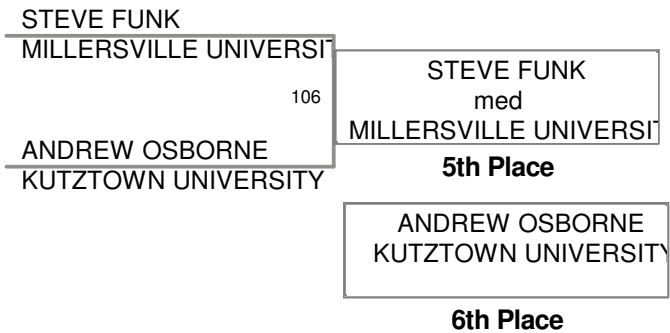 STEVE FUNK
MILLERSVILLE UNIVERSIT
106
ANDREW OSBORNE
KUTZTOWN UNIVERSITY
STEVE FUNK
med
MILLERSVILLE UNIVERSIT
5th Place
ANDREW OSBORNE
KUTZTOWN UNIVERSITY
6th Place